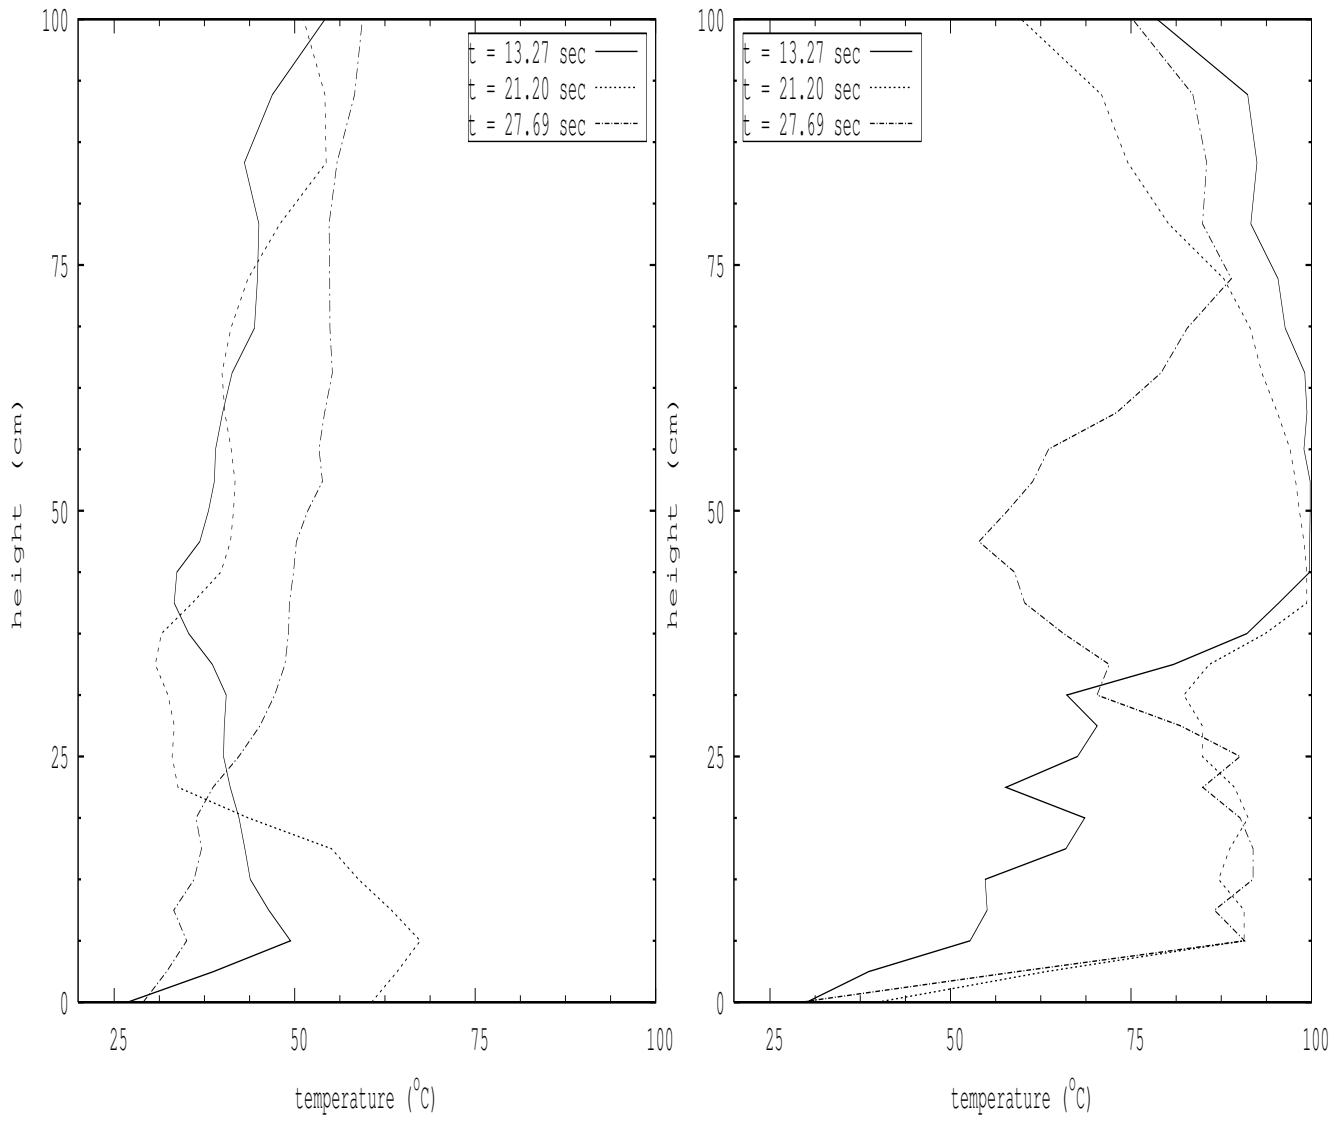 100
75
50
25
0
height (cm)
t = 13.27 sec
t = 21.20 sec
t = 27.69 sec
25 50 75 100
temperature (°C)
100
75
50
25
0
height (cm)
t = 13.27 sec
t = 21.20 sec
t = 27.69 sec
25 50 75 100
temperature (°C)